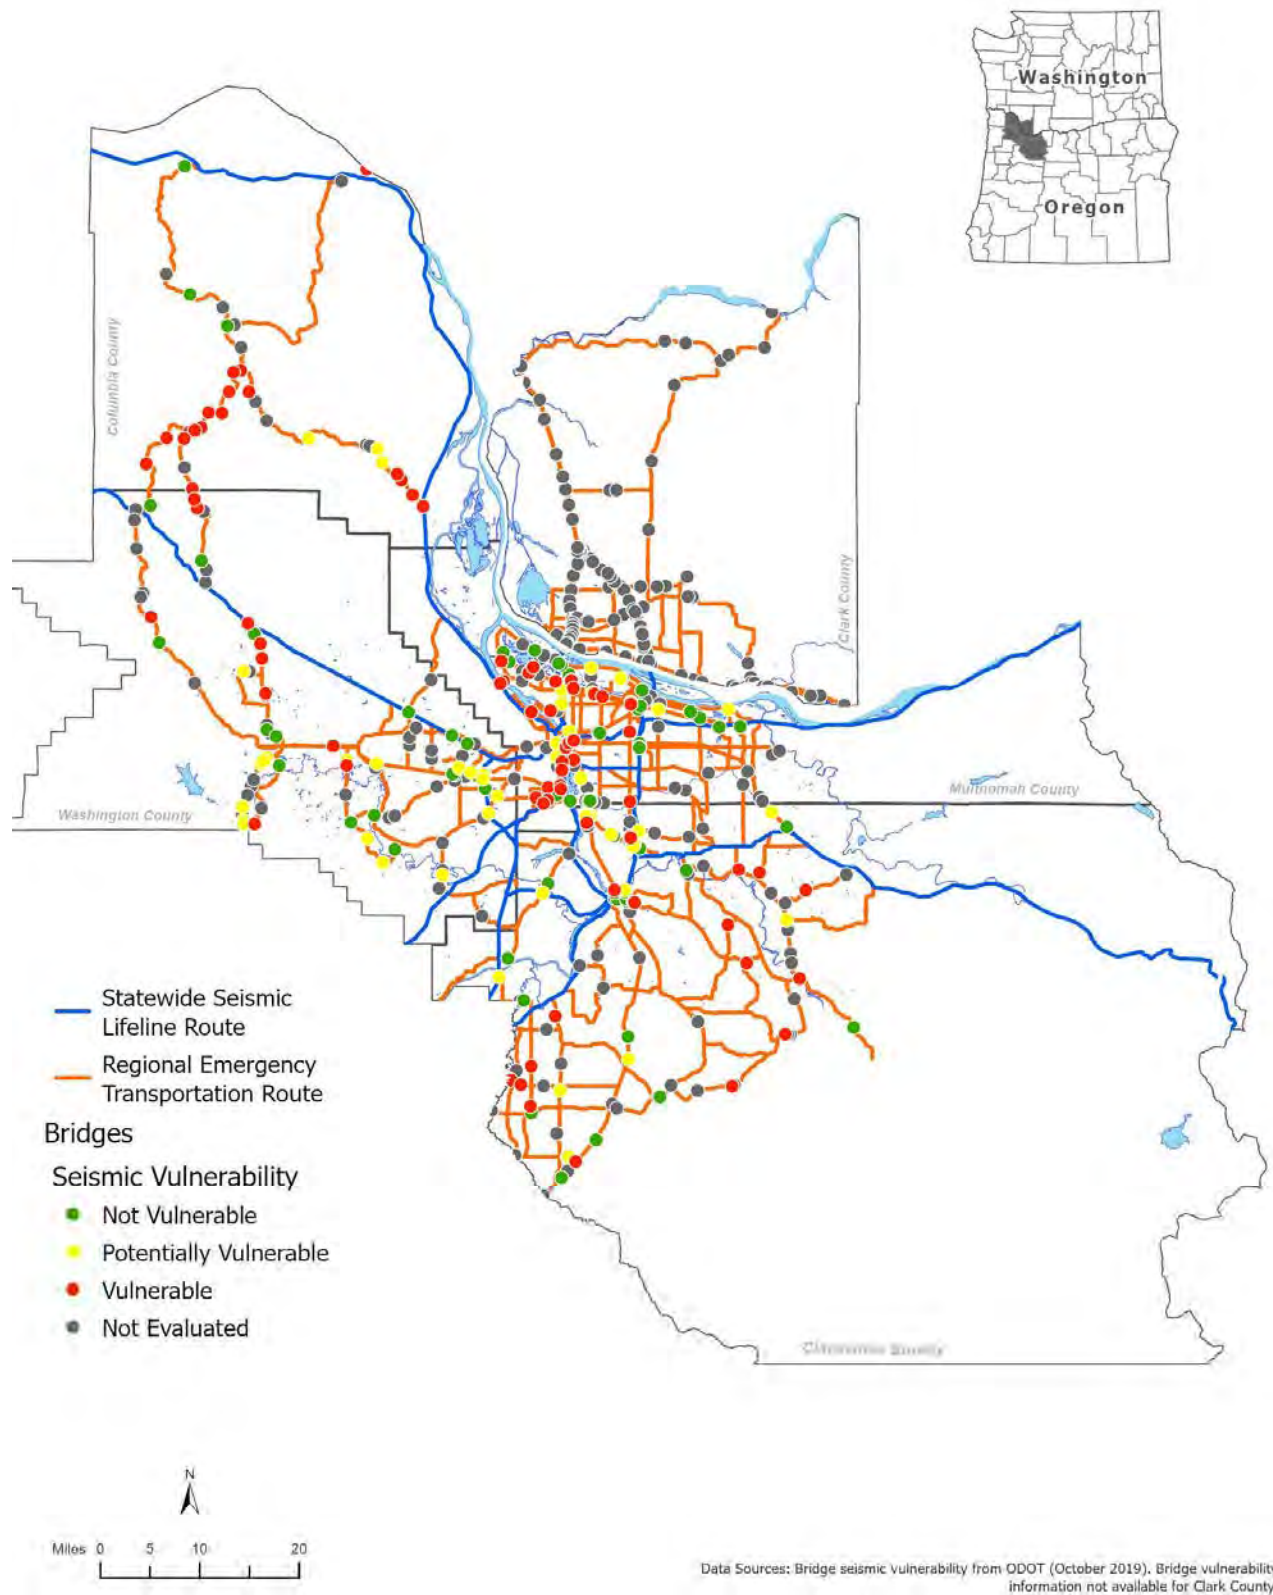 Washington
Oregon
Columbia County
Clark County
Multnomah County
Washington County
Statewide Seismic
Lifeline Route
Regional Emergency
Transportation Route
Bridges
Seismic Vulnerability
Not Vulnerable
Potentially Vulnerable
Vulnerable
Not Evaluated
Clackamas County
N
Miles 0 5 10 20
Data Sources: Bridge seismic vulnerability from ODOT (October 2019). Bridge vulnerability
information not available for Clark County